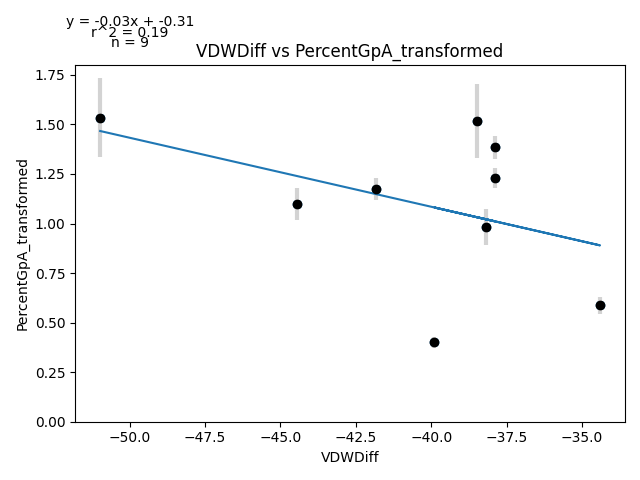 y = -0.03x + -0.31
r^2 = 0.19
n = 9
VDWDiff vs PercentGpA_transformed
PercentGpA_transformed
1.75
1.50
1.25
1.00
0.75
0.50
0.25
0.00
−50.0 −47.5 −45.0 −42.5 −40.0 −37.5 −35.0
VDWDiff